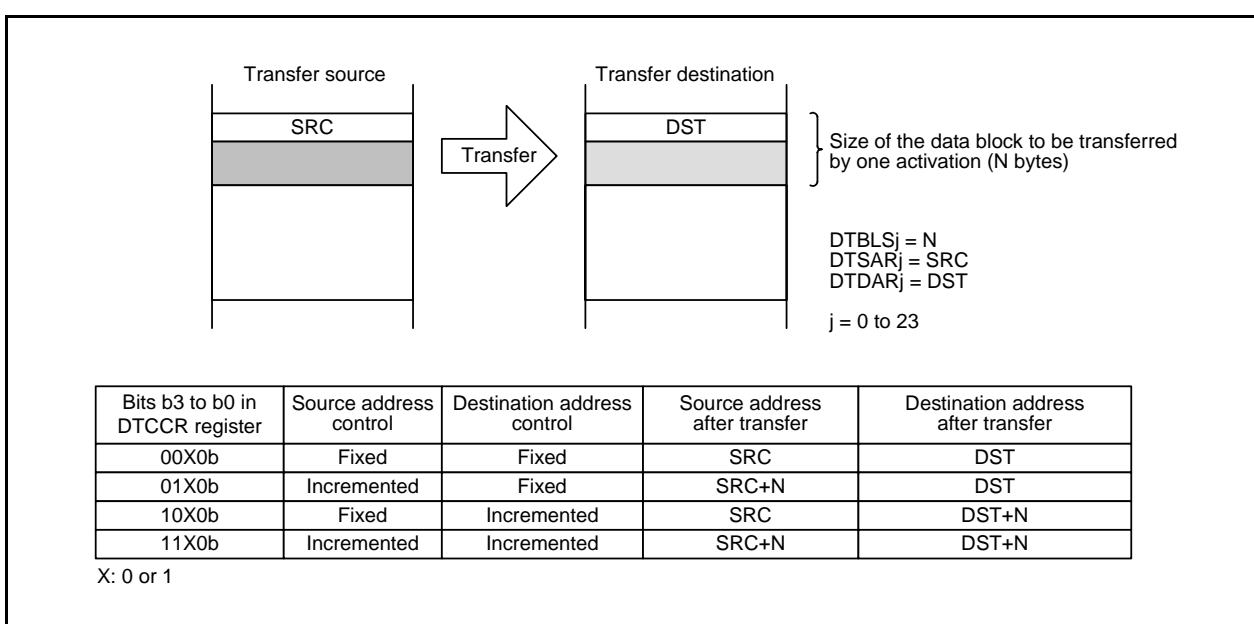 Transfer source
Transfer destination
SRC
DST
Transfer
Size of the data block to be transferred
by one activation (N bytes)
DTBLSj = N
DTSARj = SRC
DTDARj = DST
j = 0 to 23
Bits b3 to b0 in
DTCCR register
Source address
control
Destination address
control
Source address
after transfer
Destination address
after transfer
00X0b Fixed Fixed SRC DST
01X0b Incremented Fixed SRC+N DST
10X0b Fixed Incremented SRC DST+N
11X0b Incremented Incremented SRC+N DST+N
X: 0 or 1